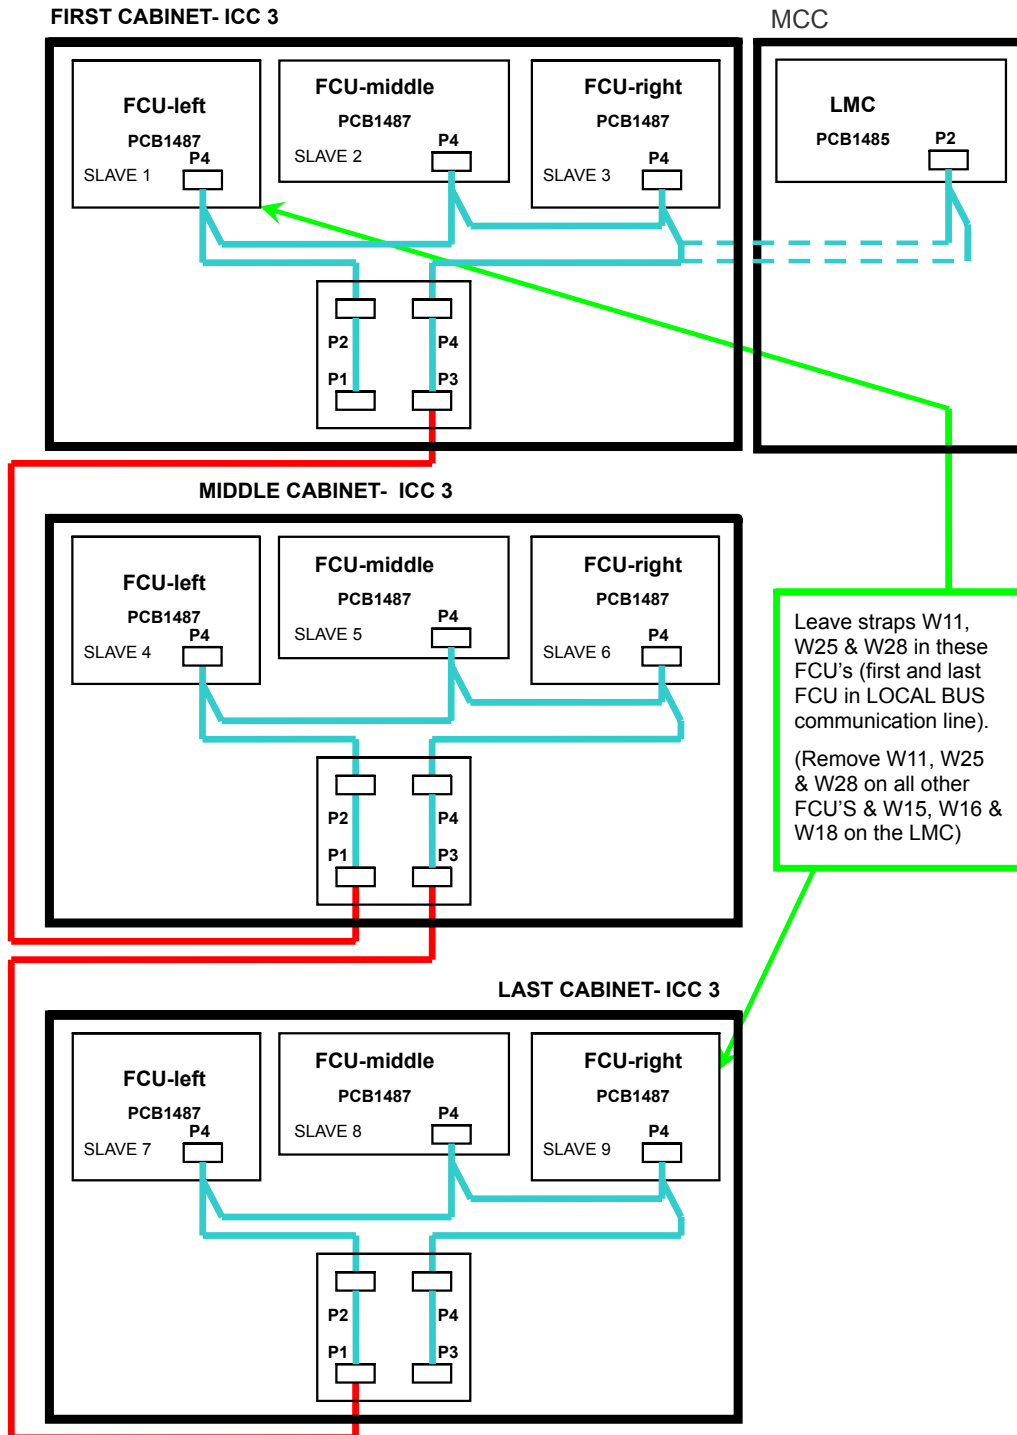 FIRST CABINET- ICC 3
MCC
FCU-left
PCB1487
P4
SLAVE 1
FCU-middle
PCB1487
P4
SLAVE 2
FCU-right
PCB1487
P4
SLAVE 3
LMC
PCB1485
P2
P2
P4
P1
P3
MIDDLE CABINET- ICC 3
FCU-left
PCB1487
P4
SLAVE 4
FCU-middle
PCB1487
P4
SLAVE 5
FCU-right
PCB1487
P4
SLAVE 6
P2
P4
P1
P3
Leave straps W11,
W25 & W28 in these
FCU's (first and last
FCU in LOCAL BUS
communication line).
(Remove W11, W25
& W28 on all other
FCU'S & W15, W16 &
W18 on the LMC)
LAST CABINET- ICC 3
FCU-left
PCB1487
P4
SLAVE 7
FCU-middle
PCB1487
P4
SLAVE 8
FCU-right
PCB1487
P4
SLAVE 9
P2
P4
P1
P3